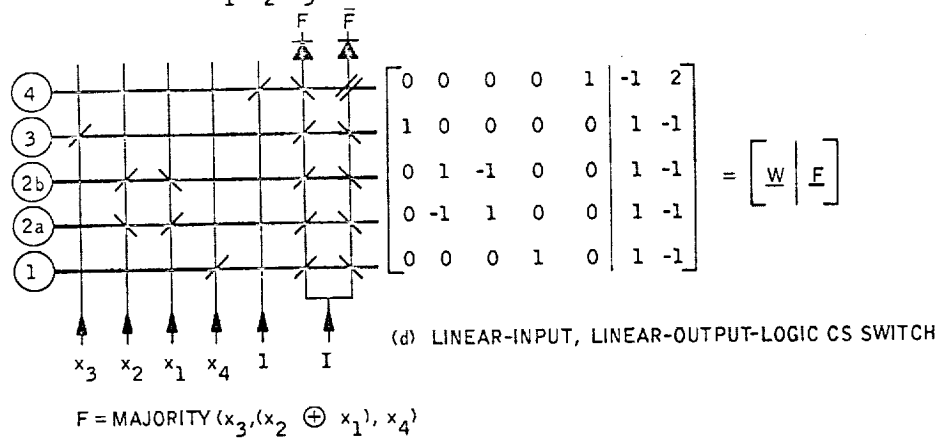 1 2 3
F F̄
4 0 0 0 0 1 -1 2
3 1 0 0 0 0 1 -1
2b 0 1 -1 0 0 1 -1 = [ W | F ]
2a 0 -1 1 0 0 1 -1
1 0 0 0 1 0 1 -1
x₃ x₂ x₁ x₄ 1 I
(d) LINEAR-INPUT, LINEAR-OUTPUT-LOGIC CS SWITCH
F = MAJORITY (x₃,(x₂ ⊕ x₁), x₄)